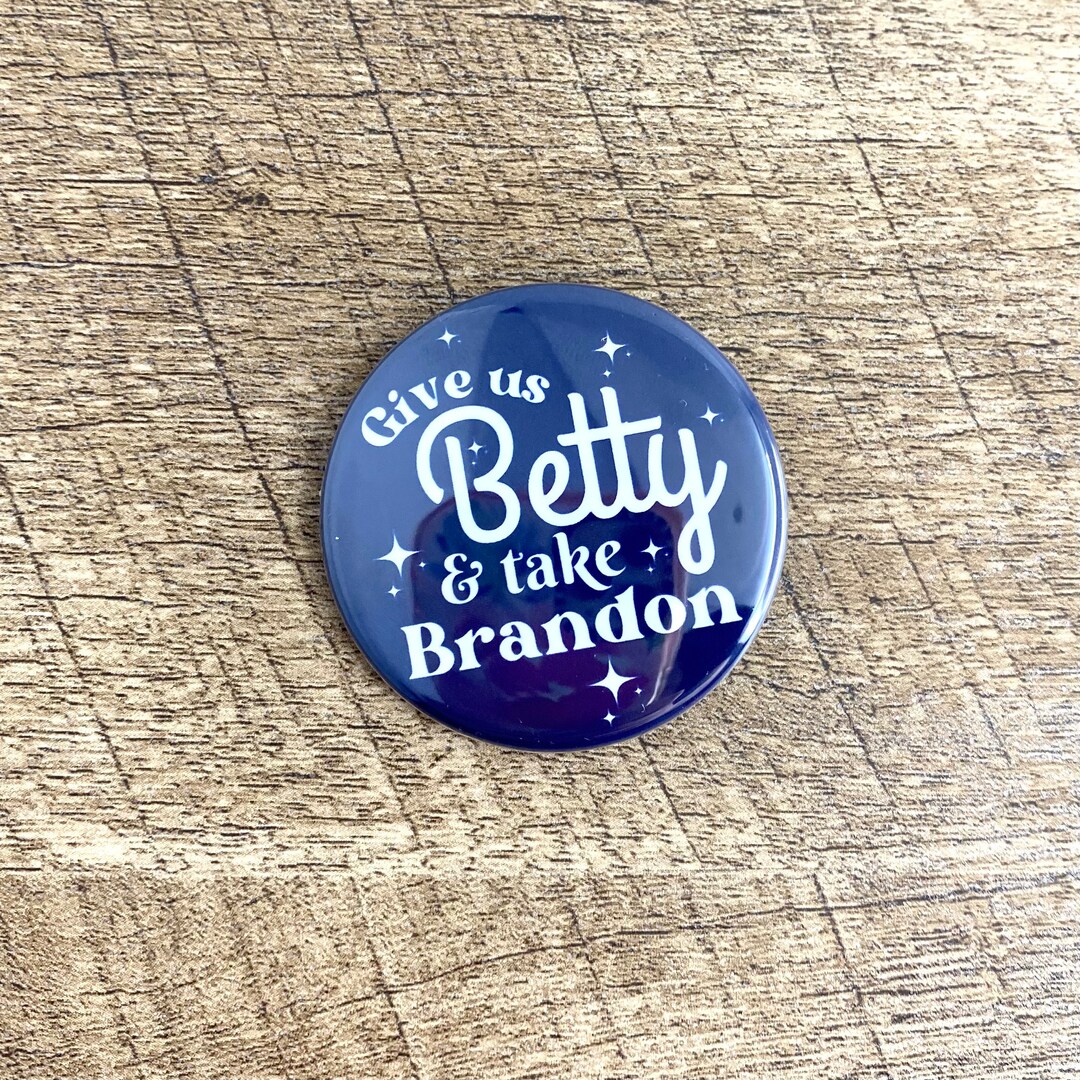 Give us
Betty
& take
Brandon